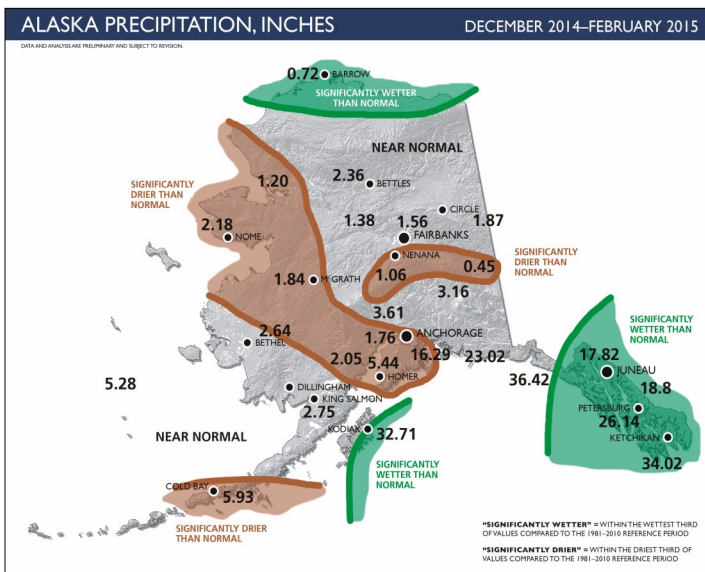 ALASKA PRECIPITATION, INCHES
DECEMBER 2014–FEBRUARY 2015
DATA AND ANALYSIS ARE PRELIMINARY AND SUBJECT TO REVISION.
0.72 BARROW
SIGNIFICANTLY WETTER
THAN NORMAL
NEAR NORMAL
SIGNIFICANTLY
DRIER THAN
NORMAL
1.20
2.36
BETTLES
2.18
NOME
1.38
CIRCLE
1.87
1.56
FAIRBANKS
NENANA
1.06
0.45
SIGNIFICANTLY
DRIER THAN
NORMAL
1.84 McGRATH
3.16
3.61
2.64
BETHEL
1.76
ANCHORAGE
2.05
5.44
HOMER
16.29
23.02
36.42
SIGNIFICANTLY
WETTER THAN
NORMAL
17.82
JUNEAU
18.8
PETERSBURG
26.14
KETCHIKAN
34.02
5.28
DILLINGHAM
KING SALMON
2.75
KODIAK
32.71
NEAR NORMAL
SIGNIFICANTLY
WETTER THAN
NORMAL
COLD BAY
5.93
SIGNIFICANTLY DRIER
THAN NORMAL
"SIGNIFICANTLY WETTER" = WITHIN THE WETTEST THIRD
OF VALUES COMPARED TO THE 1981–2010 REFERENCE PERIOD
"SIGNIFICANTLY DRIER" = WITHIN THE DRIEST THIRD OF
VALUES COMPARED TO THE 1981–2010 REFERENCE PERIOD